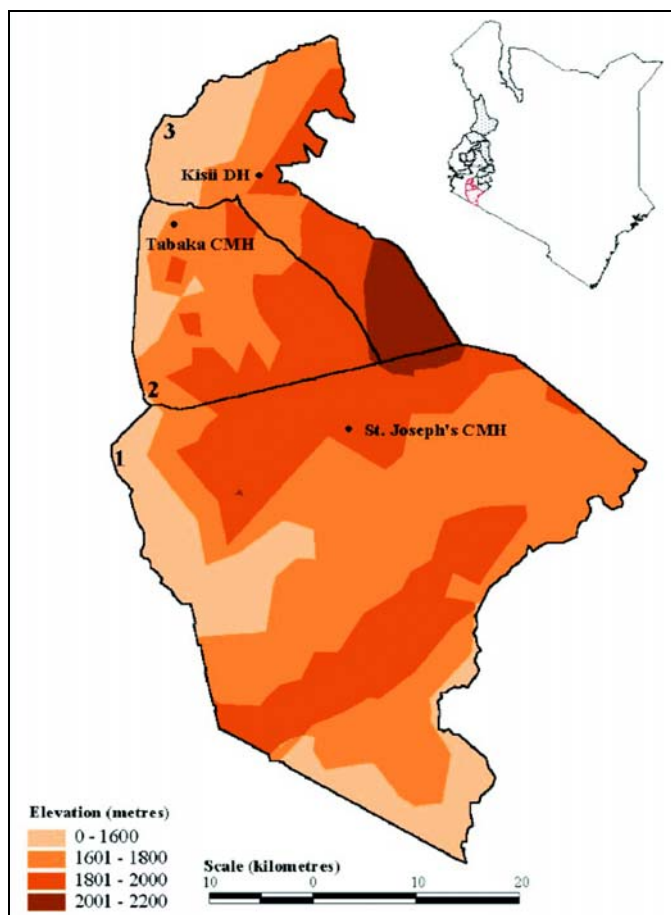 3
Kisii DH
Tabaka CMH
2
1
St. Joseph's CMH
Elevation (metres)
0 - 1600
1601 - 1800
1801 - 2000
2001 - 2200
Scale (kilometres)
10 0 10 20